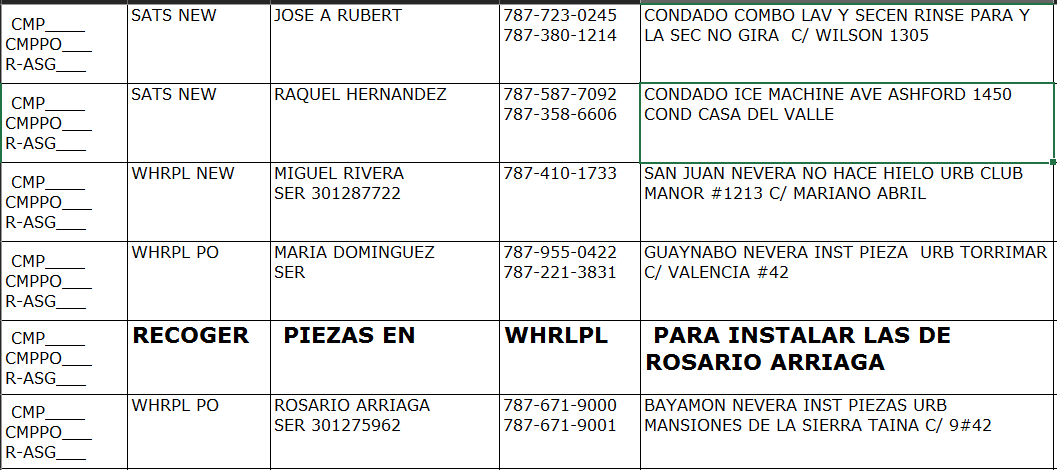 CMP____
CMPPO___
R-ASG___
SATS NEW
JOSE A RUBERT
787-723-0245
787-380-1214
CONDADO COMBO LAV Y SECEN RINSE PARA Y
LA SEC NO GIRA  C/ WILSON 1305
CMP____
CMPPO___
R-ASG___
SATS NEW
RAQUEL HERNANDEZ
787-587-7092
787-358-6606
CONDADO ICE MACHINE AVE ASHFORD 1450
COND CASA DEL VALLE
CMP____
CMPPO___
R-ASG___
WHRPL NEW
MIGUEL RIVERA
SER 301287722
787-410-1733
SAN JUAN NEVERA NO HACE HIELO URB CLUB
MANOR #1213 C/ MARIANO ABRIL
CMP____
CMPPO___
R-ASG___
WHRPL PO
MARIA DOMINGUEZ
SER
787-955-0422
787-221-3831
GUAYNABO NEVERA INST PIEZA  URB TORRIMAR
C/ VALENCIA #42
CMP____
CMPPO___
R-ASG___
RECOGER
PIEZAS EN
WHRLPL
PARA INSTALAR LAS DE
ROSARIO ARRIAGA
CMP____
CMPPO___
R-ASG___
WHRPL PO
ROSARIO ARRIAGA
SER 301275962
787-671-9000
787-671-9001
BAYAMON NEVERA INST PIEZAS URB
MANSIONES DE LA SIERRA TAINA C/ 9#42